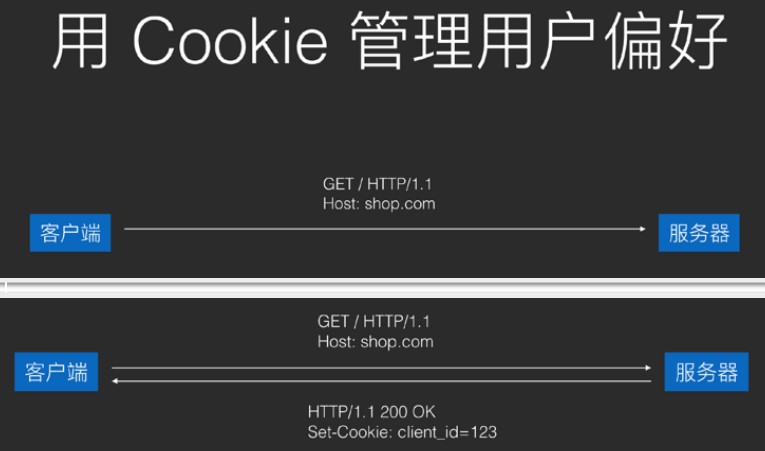 用 Cookie 管理用户偏好
GET / HTTP/1.1
Host: shop.com
客户端
服务器
GET / HTTP/1.1
Host: shop.com
客户端
服务器
HTTP/1.1 200 OK
Set-Cookie: client_id=123